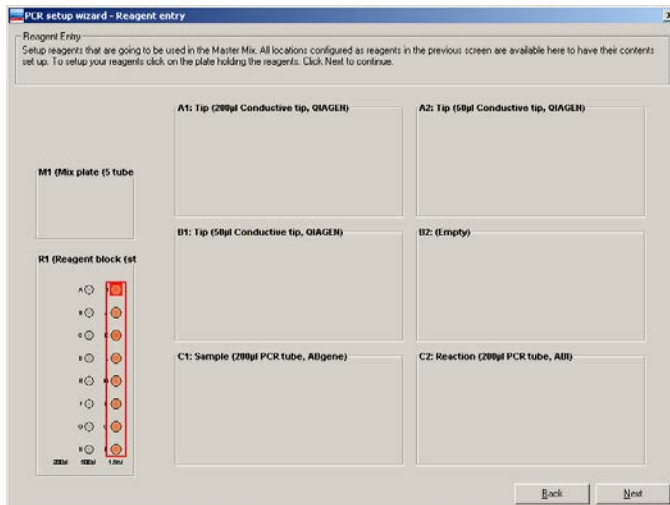 PCR setup wizard - Reagent entry
Reagent Entry
Setup reagents that are going to be used in the Master Mix. All locations configured as reagents in the previous screen are available here to have their contents
set up. To setup your reagents click on the plate holding the reagents. Click Next to continue.
A1: Tip (200µl Conductive tip, QIAGEN)
A2: Tip (50µl Conductive tip, QIAGEN)
M1 (Mix plate (5 tube
B1: Tip (50µl Conductive tip, QIAGEN)
B2: (Empty)
R1 (Reagent block (st
A
C1: Sample (200µl PCR tube, ABgene)
C2: Reaction (200µl PCR tube, ABI)
Back
Next